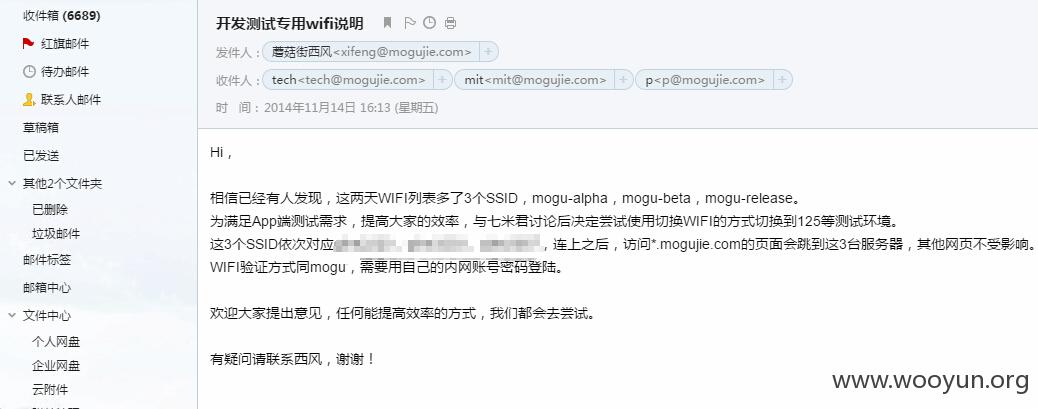 收件箱 (6689)
红旗邮件
待办邮件
联系人邮件
草稿箱
已发送
其他2个文件夹
已删除
垃圾邮件
邮件标签
邮箱中心
文件中心
个人网盘
企业网盘
云附件
开发测试专用wifi说明
发件人：蘑菇街西风<xifeng@mogujie.com> +
收件人：tech<tech@mogujie.com> + mit<mit@mogujie.com> + p<p@mogujie.com> +
时 间：2014年11月14日 16:13 (星期五)
Hi，
相信已经有人发现，这两天WIFI列表多了3个SSID，mogu-alpha，mogu-beta，mogu-release。
为满足App端测试需求，提高大家的效率，与七米君讨论后决定尝试使用切换WIFI的方式切换到125等测试环境。
这3个SSID依次对应，连上之后，访问*.mogujie.com的页面会跳到这3台服务器，其他网页不受影响。
WIFI验证方式同mogu，需要用自己的内网账号密码登陆。
欢迎大家提出意见，任何能提高效率的方式，我们都会去尝试。
有疑问请联系西风，谢谢！
www.wooyun.org